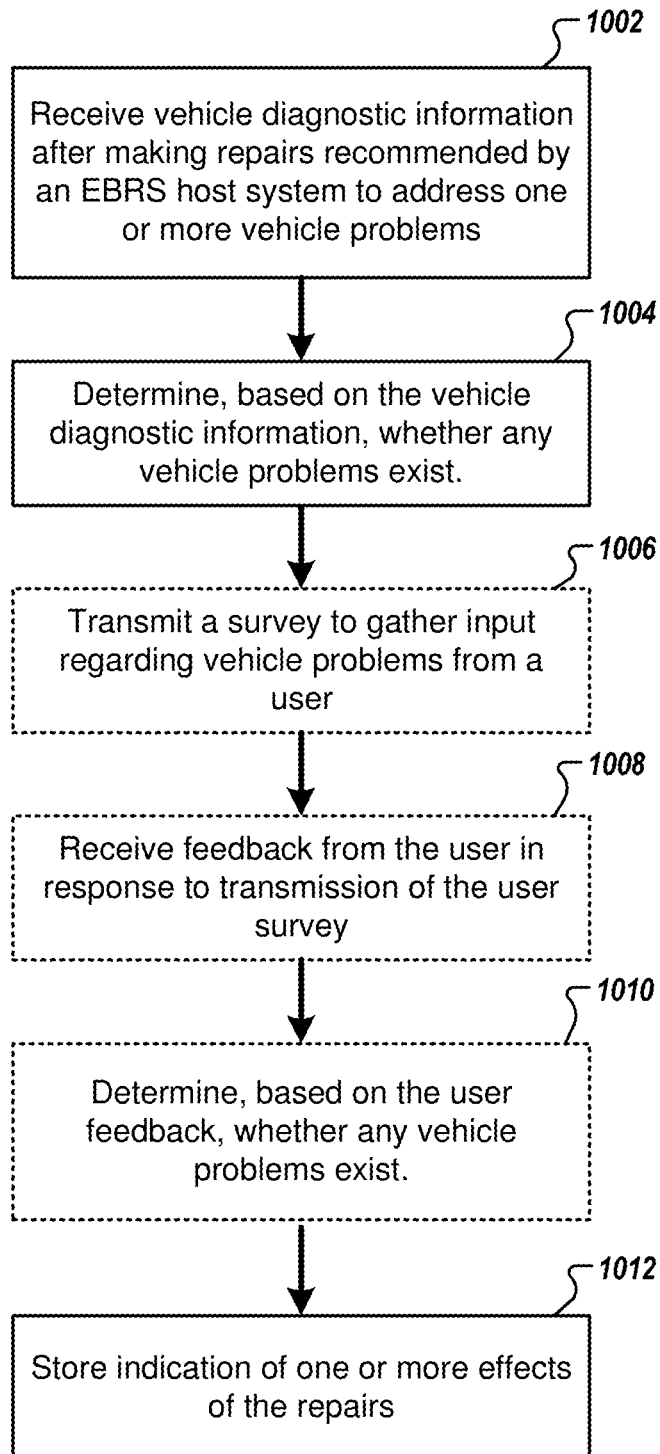 1002
Receive vehicle diagnostic information
after making repairs recommended by
an EBRS host system to address one
or more vehicle problems
1004
Determine, based on the vehicle
diagnostic information, whether any
vehicle problems exist.
1006
Transmit a survey to gather input
regarding vehicle problems from a
user
1008
Receive feedback from the user in
response to transmission of the user
survey
1010
Determine, based on the user
feedback, whether any vehicle
problems exist.
1012
Store indication of one or more effects
of the repairs